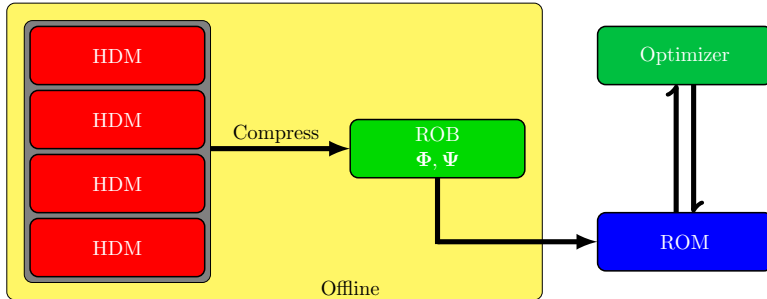 HDM
HDM
HDM
HDM
Compress
ROB
Φ, Ψ
Optimizer
ROM
Offline